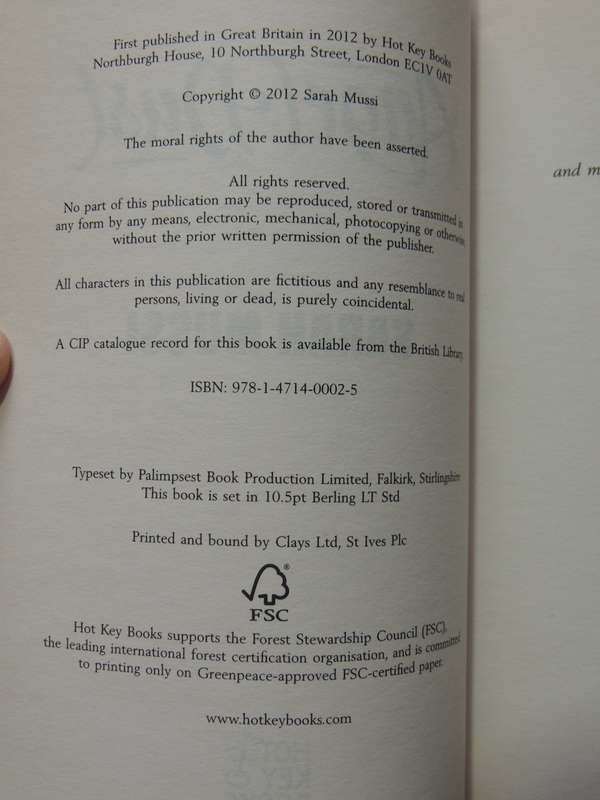 First published in Great Britain in 2012 by Hot Key Books
Northburgh House, 10 Northburgh Street, London EC1V 0AT
Copyright © 2012 Sarah Mussi
The moral rights of the author have been asserted.
All rights reserved.
No part of this publication may be reproduced, stored or transmitted in
any form by any means, electronic, mechanical, photocopying or otherwise,
without the prior written permission of the publisher.
All characters in this publication are fictitious and any resemblance to real
persons, living or dead, is purely coincidental.
A CIP catalogue record for this book is available from the British Library
ISBN: 978-1-4714-0002-5
Typeset by Palimpsest Book Production Limited, Falkirk, Stirlingshire
This book is set in 10.5pt Berling LT Std
Printed and bound by Clays Ltd, St Ives Plc
®
FSC
Hot Key Books supports the Forest Stewardship Council (FSC),
the leading international forest certification organisation, and is committed
to printing only on Greenpeace-approved FSC-certified paper.
www.hotkeybooks.com
HOT
KEY
and m